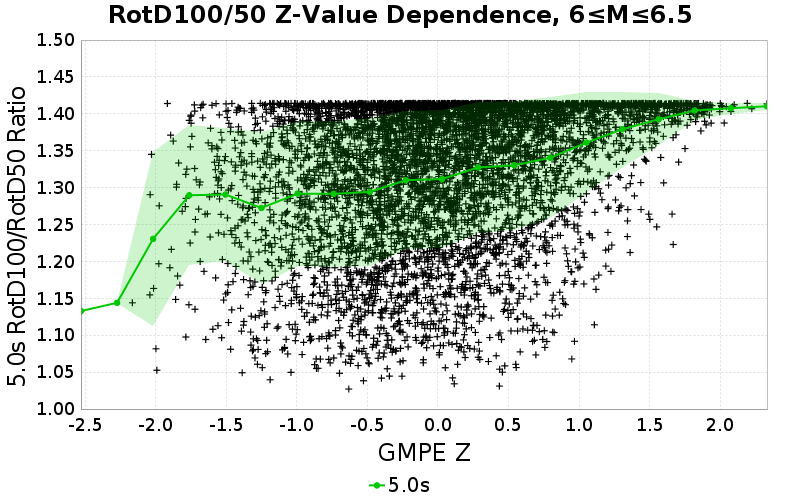 RotD100/50 Z-Value Dependence, 6≤M≤6.5
5.0s RotD100/RotD50 Ratio
1.50
1.45
1.40
1.35
1.30
1.25
1.20
1.15
1.10
1.05
1.00
-2.5 -2.0 -1.5 -1.0 -0.5 0.0 0.5 1.0 1.5 2.0
GMPE Z
5.0s